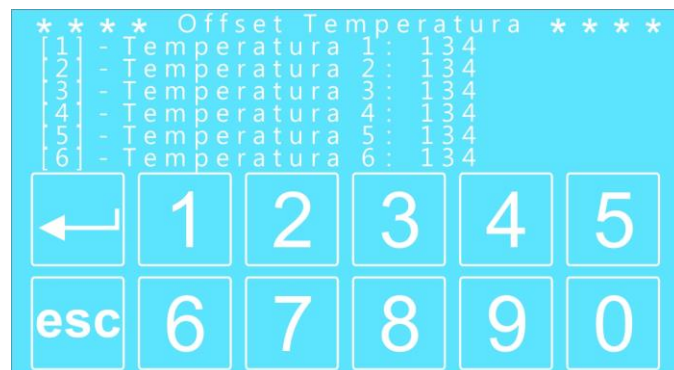 * * * * Offset Temperatura * * * *
[1] - Temperatura 1: 134
[2] - Temperatura 2: 134
[3] - Temperatura 3: 134
[4] - Temperatura 4: 134
[5] - Temperatura 5: 134
[6] - Temperatura 6: 134
1 2 3 4 5
esc 6 7 8 9 0